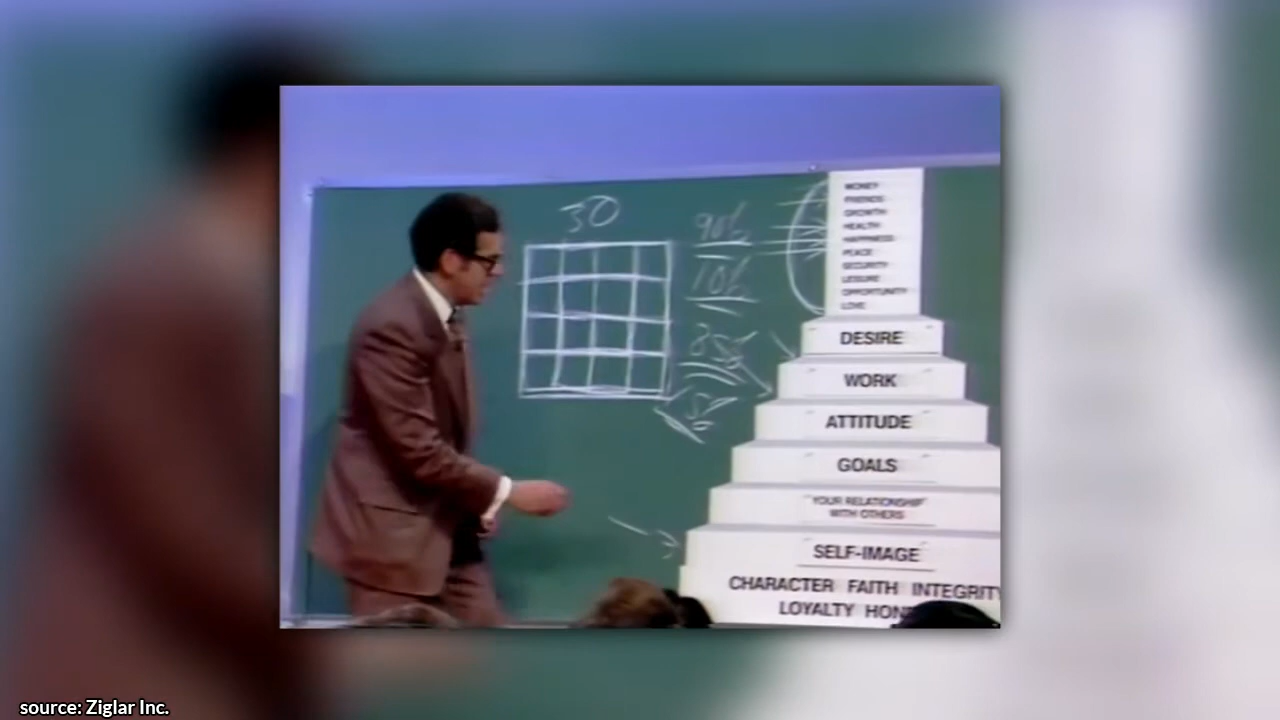 30
90%
10%
85%
MONEY
FRIENDS
GROWTH
HEALTH
HAPPINESS
PEACE
SECURITY
LEISURE
OPPORTUNITY
LOVE
DESIRE
WORK
ATTITUDE
GOALS
YOUR RELATIONSHIP
WITH OTHERS
SELF-IMAGE
CHARACTER FAITH INTEGRITY
LOYALTY
source: Ziglar Inc.